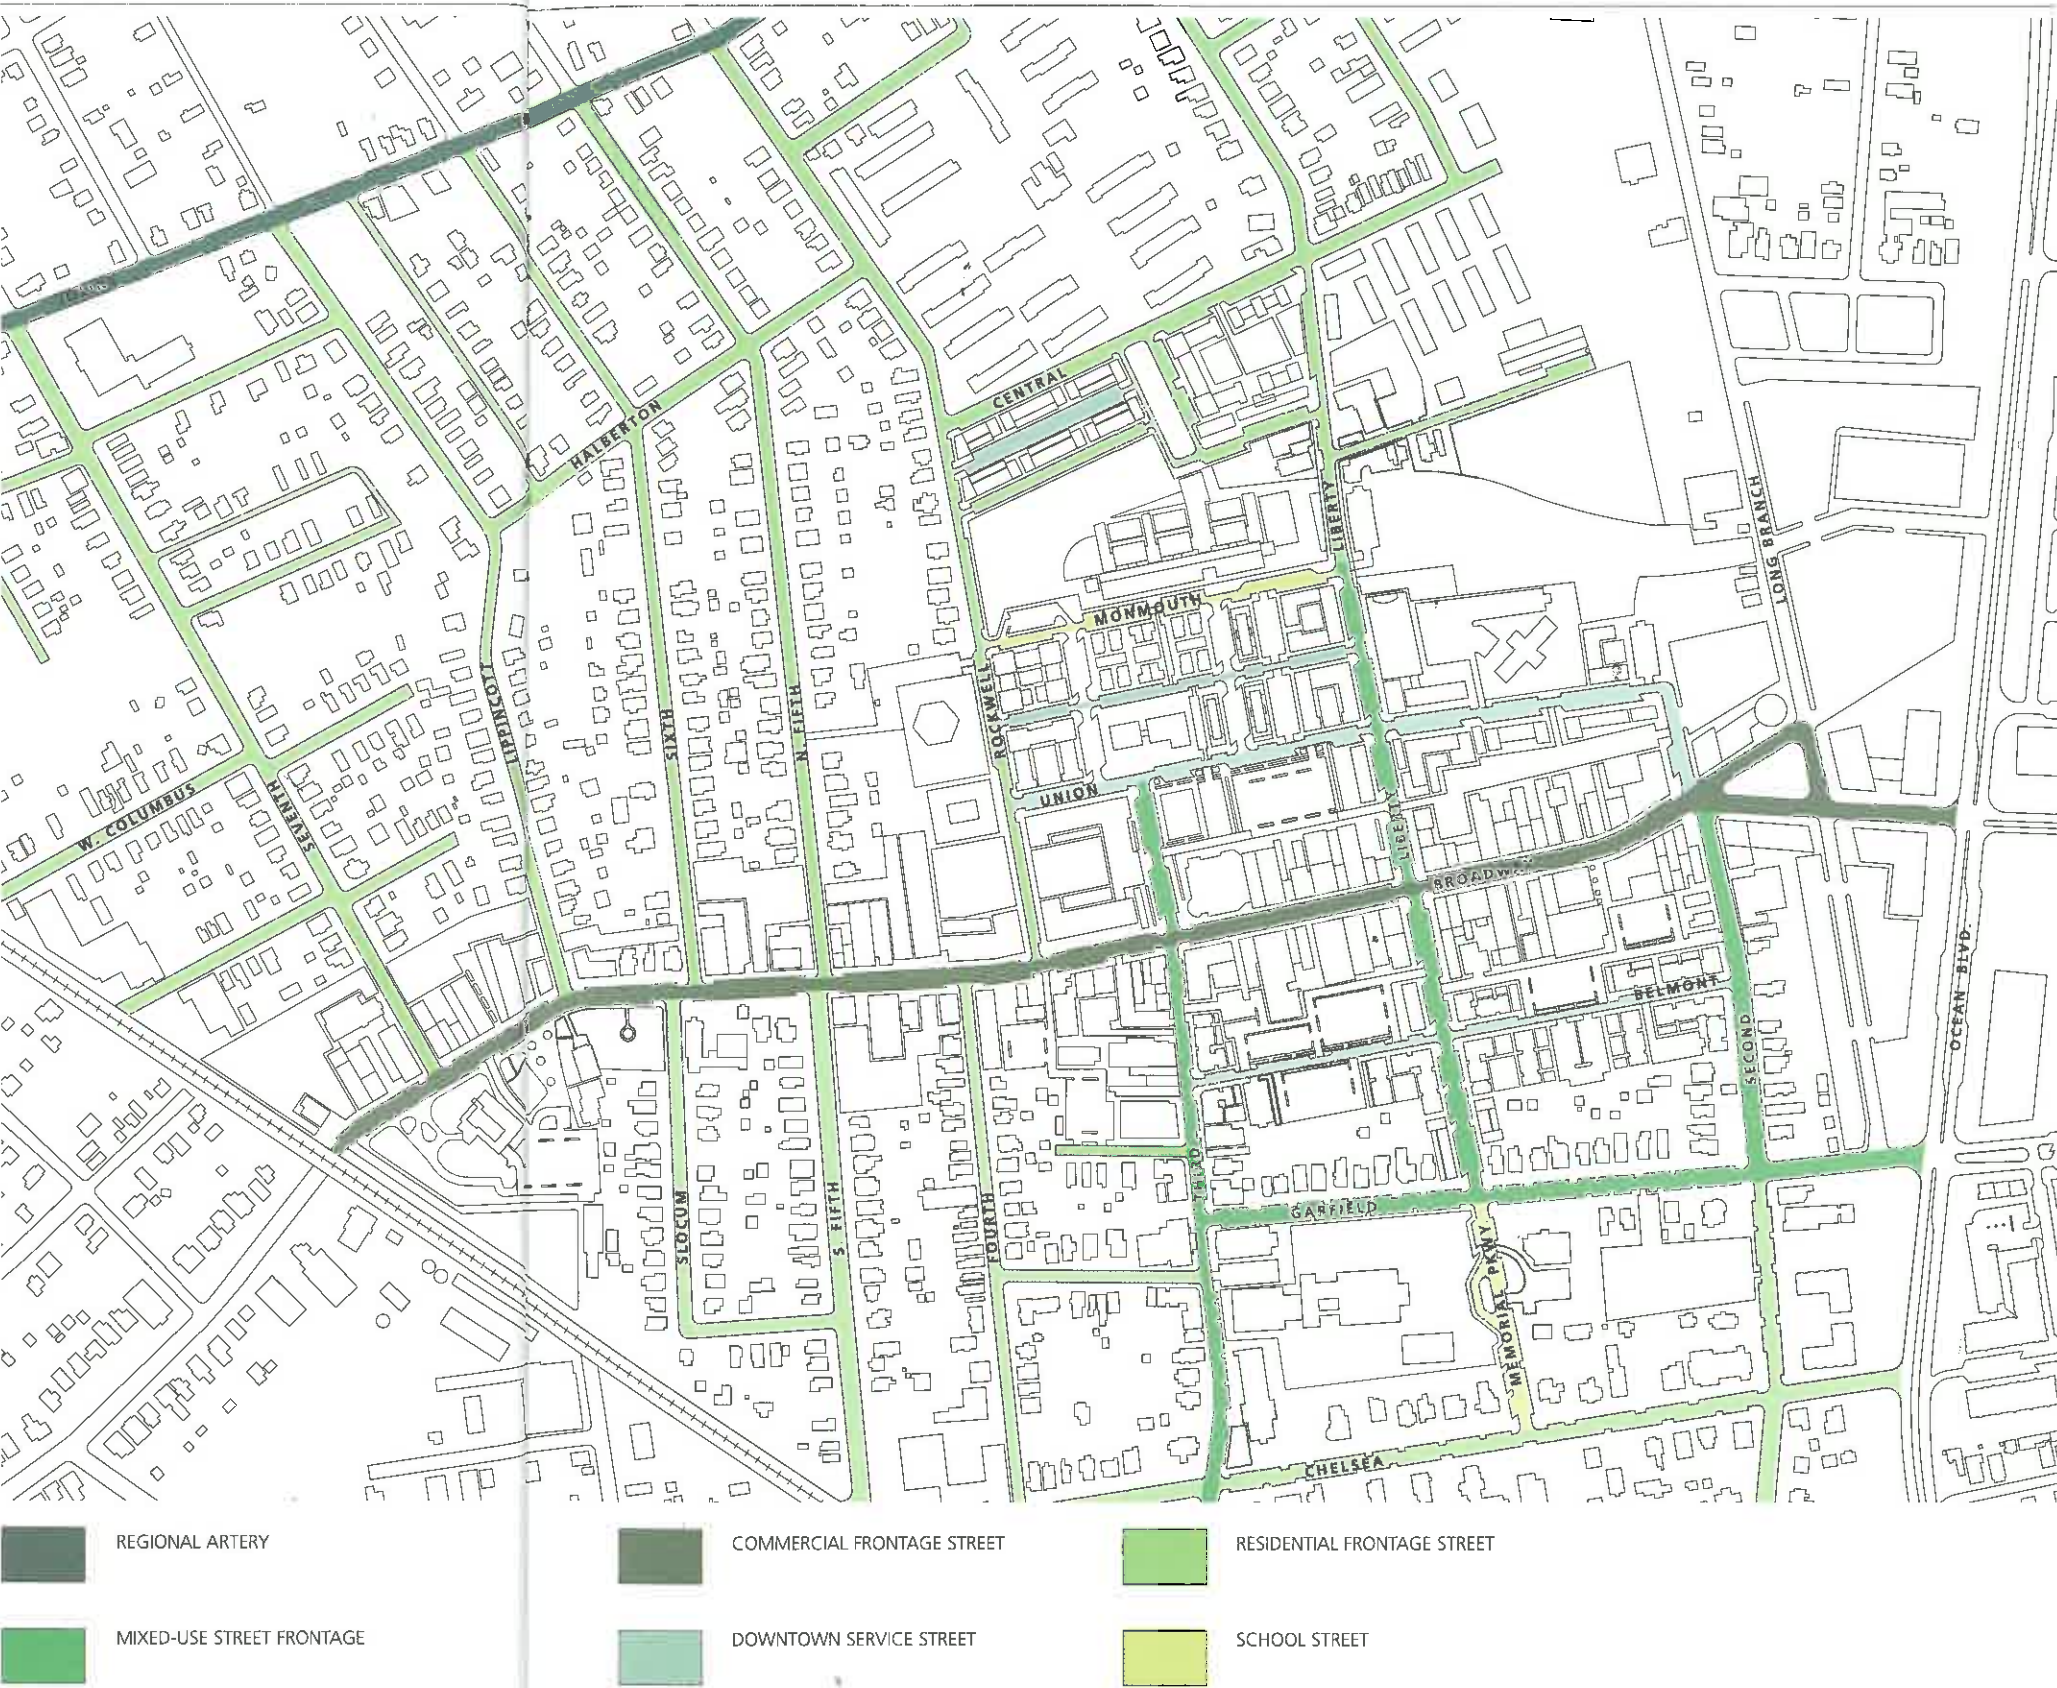 CENTRAL
HALBERTON
LIBERTY
LONG BRANCH
MONMOUTH
LIPPINCOTT
SIXTH
N. FIFTH
ROCKWELL
W. COLUMBUS
SEVENTH
UNION
LIBERTY
BROADWAY
BELMONT
OCEAN BLVD.
SECOND
THIRD
SLOCUM
S. FIFTH
FOURTH
GARFIELD
MEMORIAL PKWY
CHELSEA
REGIONAL ARTERY
COMMERCIAL FRONTAGE STREET
RESIDENTIAL FRONTAGE STREET
MIXED-USE STREET FRONTAGE
DOWNTOWN SERVICE STREET
SCHOOL STREET